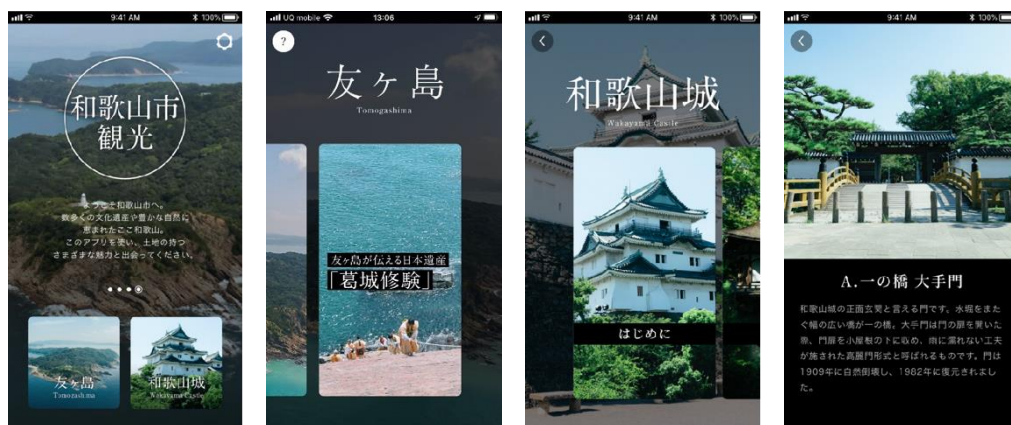 9:41 AM
100%
和歌山市
観光
ようこそ和歌山市へ。
数多くの文化遺産や豊かな自然に
恵まれたここ和歌山。
このアプリを使い、土地の持つ
さまざまな魅力と出会ってください。
友ヶ島
Tomogashima
和歌山城
Wakayama Castle
UQ mobile
13:06
?
友ヶ島
Tomogashima
友ヶ島が伝える日本遺産
「葛城修験」
9:41 AM
100%
和歌山城
Wakayama Castle
はじめに
9:41 AM
100%
A.一の橋 大手門
和歌山城の正面玄関と言える門です。水堀をまた
ぐ幅の広い橋が一の橋。大手門は門の扉を開いた
際、門扉を小屋根の下に収め、雨に濡れない工夫
が施された高麗門形式と呼ばれるものです。門は
1909年に自然倒壊し、1982年に復元されまし
た。